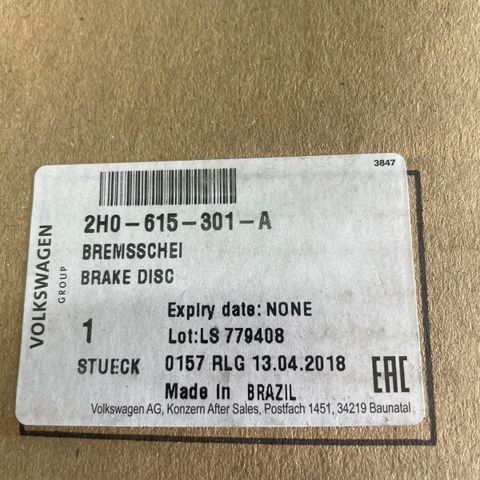 3847
2H0-615-301-A
BREMSSCHEI
BRAKE DISC
VOLKSWAGEN
GROUP
Expiry date: NONE
1 Lot: LS 779408
STUECK 0157 RLG 13.04.2018
Made in BRAZIL
EAC
Volkswagen AG, Konzern After Sales, Postfach 1451, 34219 Baunatal